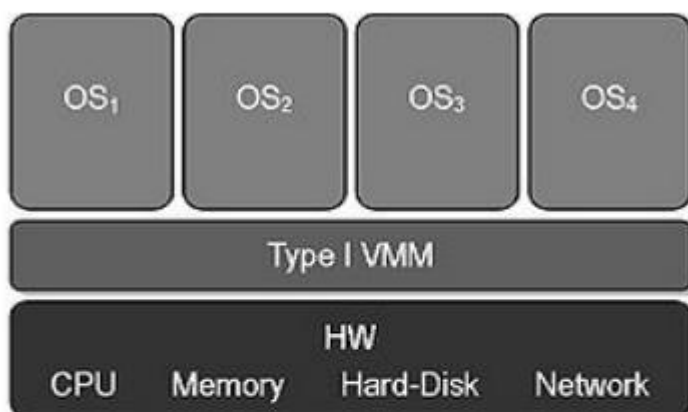 OS₁ OS₂ OS₃ OS₄
Type I VMM
HW
CPU Memory Hard-Disk Network